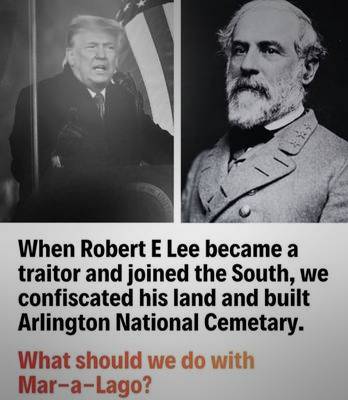 When Robert E Lee became a
traitor and joined the South, we
confiscated his land and built
Arlington National Cemetary.
What should we do with
Mar-a-Lago?